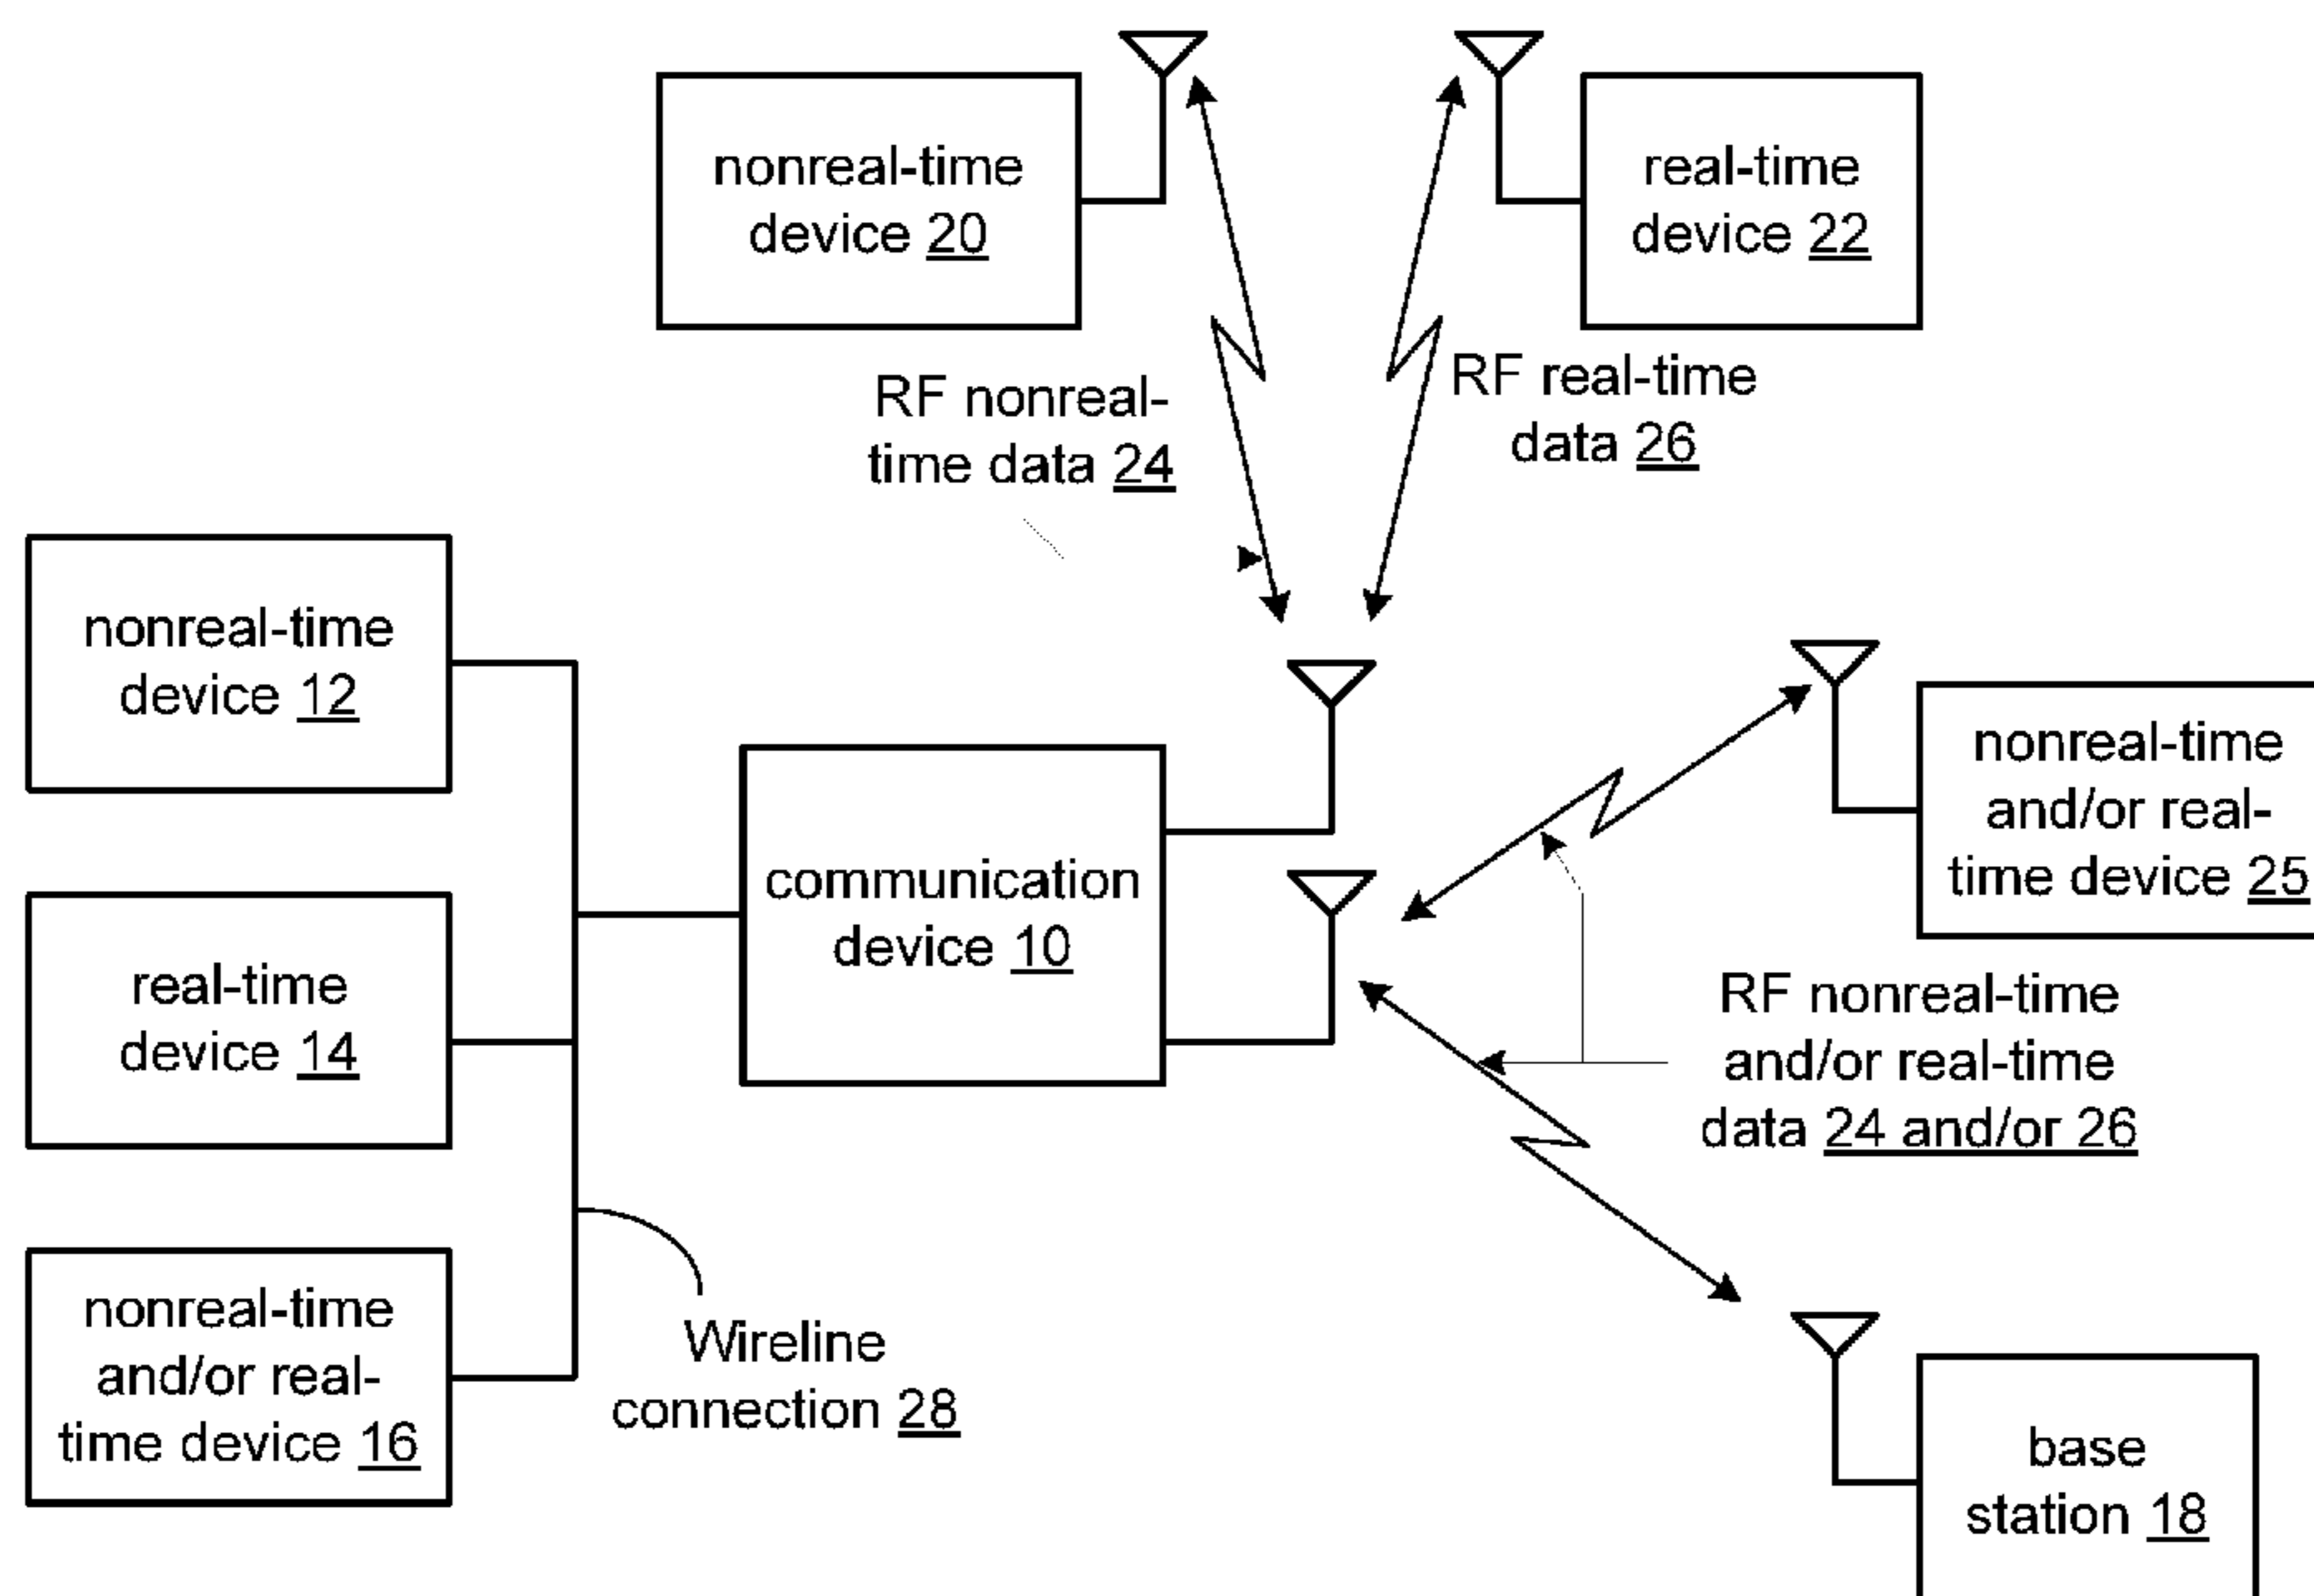 nonreal-time
device 20
real-time
device 22
RF nonreal-
time data 24
RF real-time
data 26
nonreal-time
device 12
nonreal-time
and/or real-
time device 25
communication
device 10
real-time
device 14
RF nonreal-time
and/or real-time
data 24 and/or 26
nonreal-time
and/or real-
time device 16
Wireline
connection 28
base
station 18